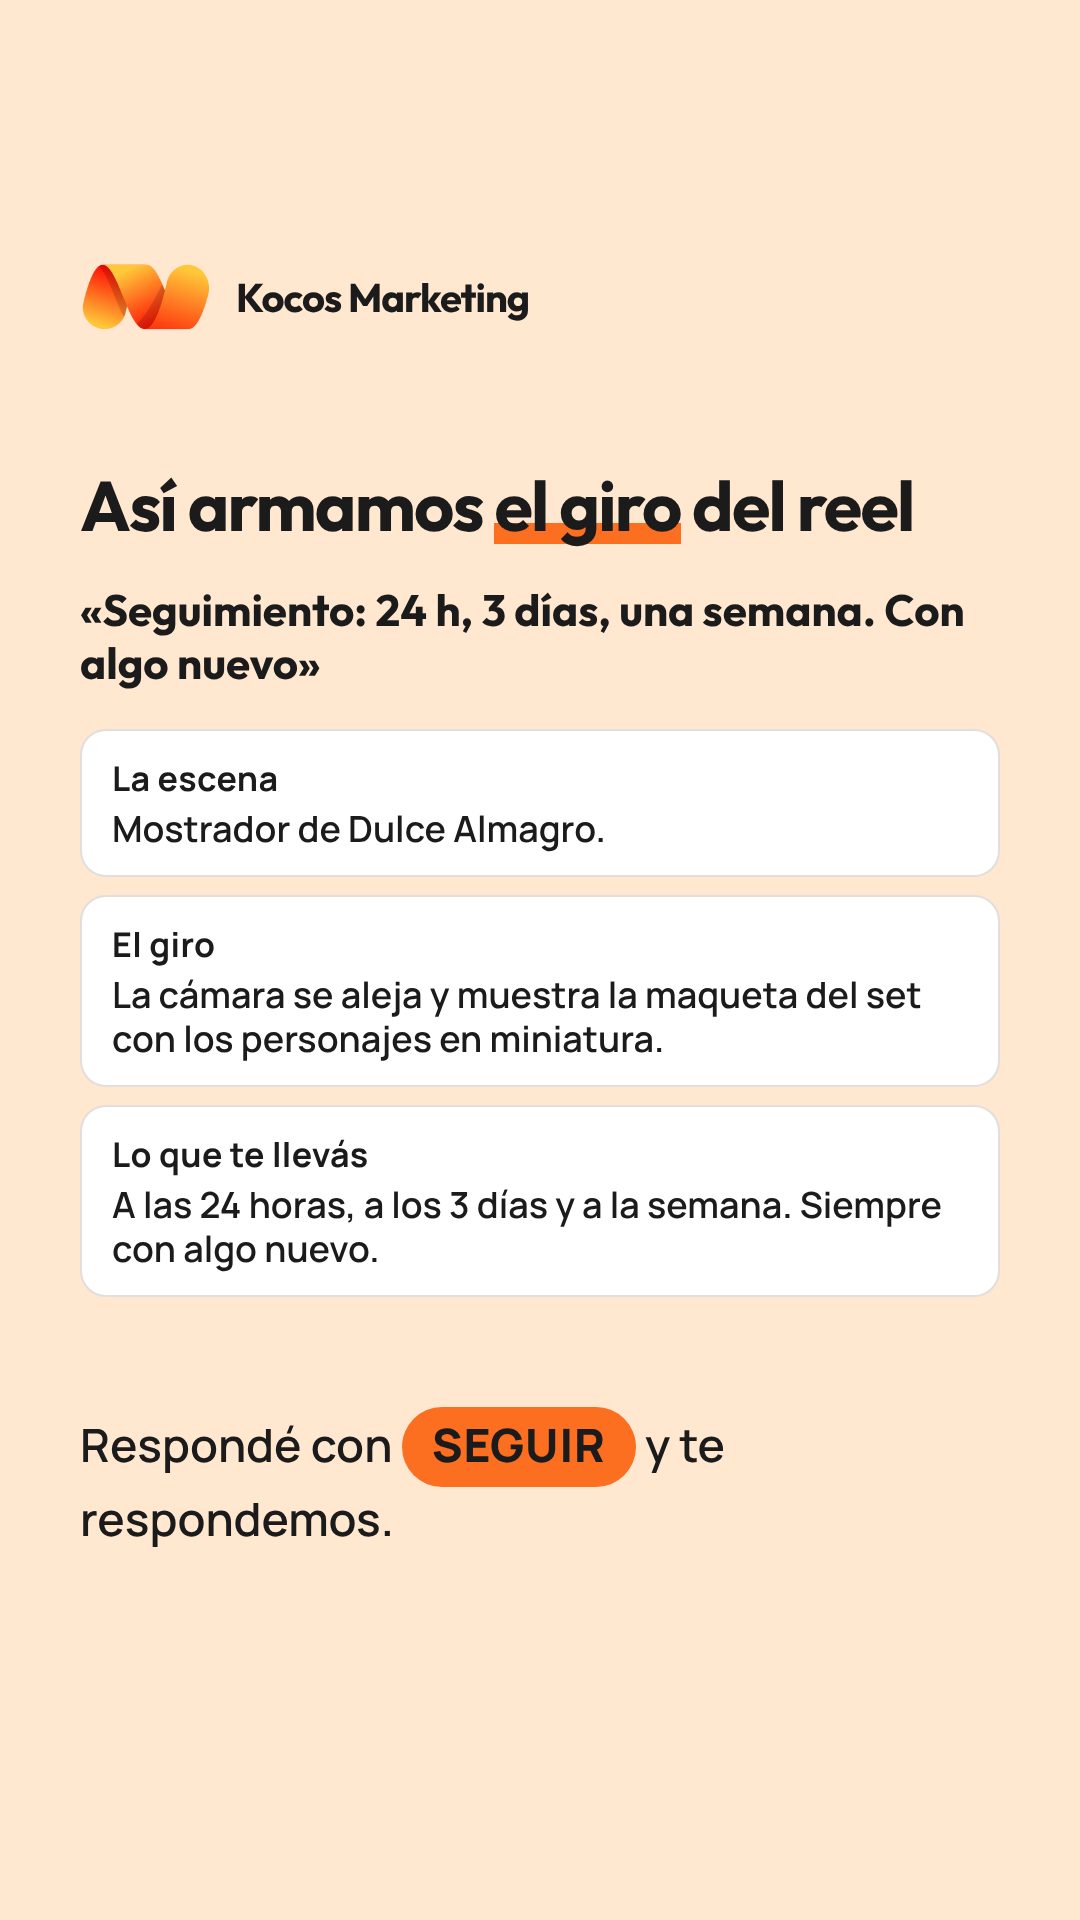 Kocos Marketing
Así armamos el giro del reel
«Seguimiento: 24 h, 3 días, una semana. Con
algo nuevo»
La escena
Mostrador de Dulce Almagro.
El giro
La cámara se aleja y muestra la maqueta del set
con los personajes en miniatura.
Lo que te llevás
A las 24 horas, a los 3 días y a la semana. Siempre
con algo nuevo.
Respondé con SEGUIR y te
respondemos.